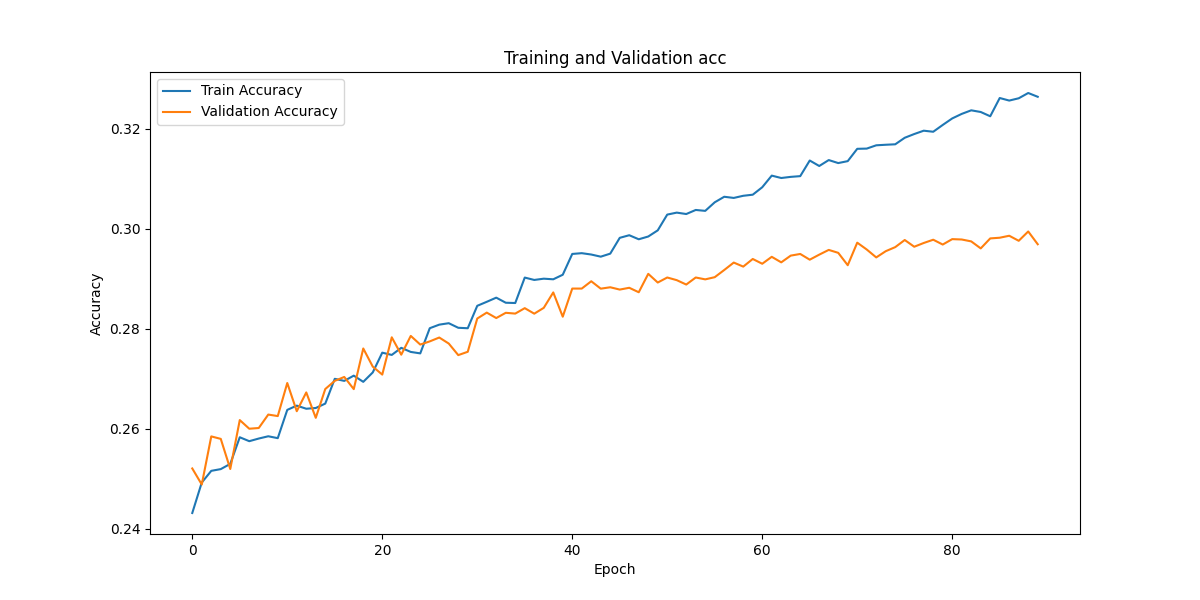 Training and Validation acc
Train Accuracy
Validation Accuracy
Accuracy
0.32
0.30
0.28
0.26
0.24
0
20
40
60
80
Epoch